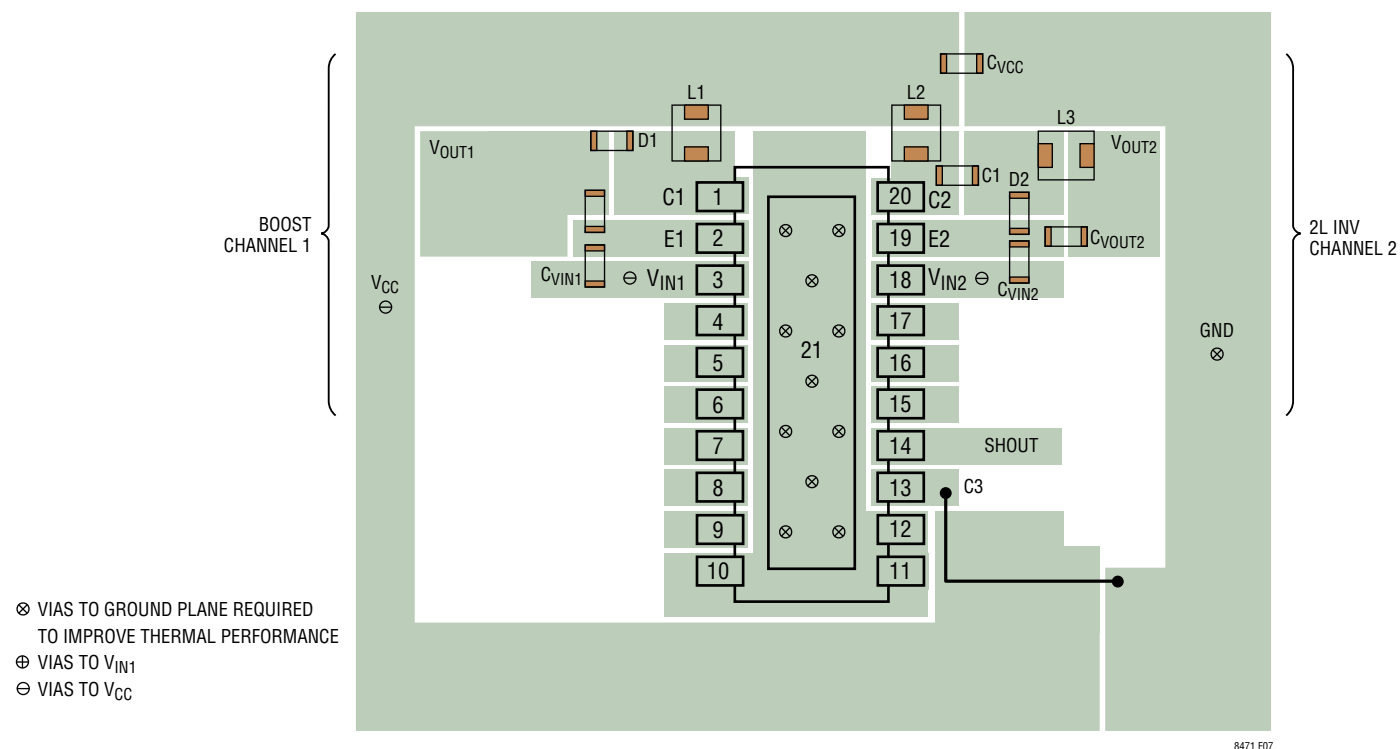 CVCC
L1
L2
L3
VOUT1
D1
VOUT2
C1
D2
C1
1
20
C2
BOOST
CHANNEL 1
E1
2
19
E2
CVOUT2
2L INV
CHANNEL 2
CVIN1
VIN1
3
18
VIN2
CVIN2
VCC
4
17
GND
21
5
16
6
15
7
14
SHOUT
8
13
C3
9
12
10
11
⊗ VIAS TO GROUND PLANE REQUIRED
TO IMPROVE THERMAL PERFORMANCE
⊕ VIAS TO VIN1
⊖ VIAS TO VCC
8471 F07